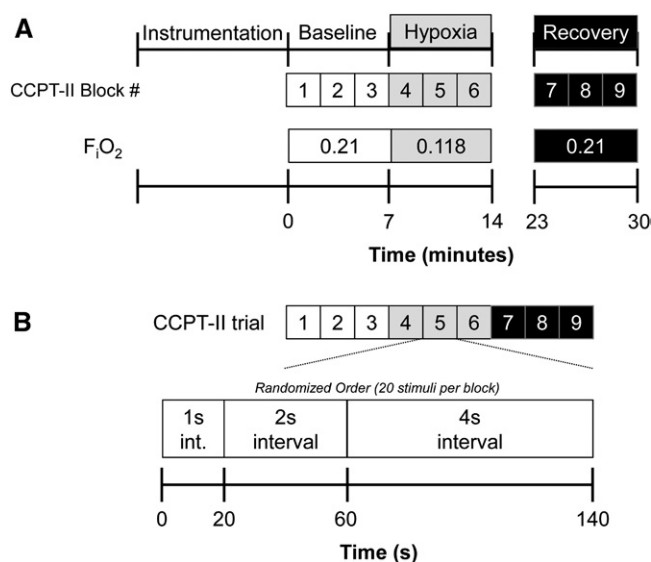 A
Instrumentation Baseline Hypoxia Recovery
CCPT-II Block # 1 2 3 4 5 6 7 8 9
FiO2 0.21 0.118 0.21
0 7 14 23 30
Time (minutes)
B
CCPT-II trial 1 2 3 4 5 6 7 8 9
Randomized Order (20 stimuli per block)
1s 2s 4s
int. interval interval
0 20 60 140
Time (s)